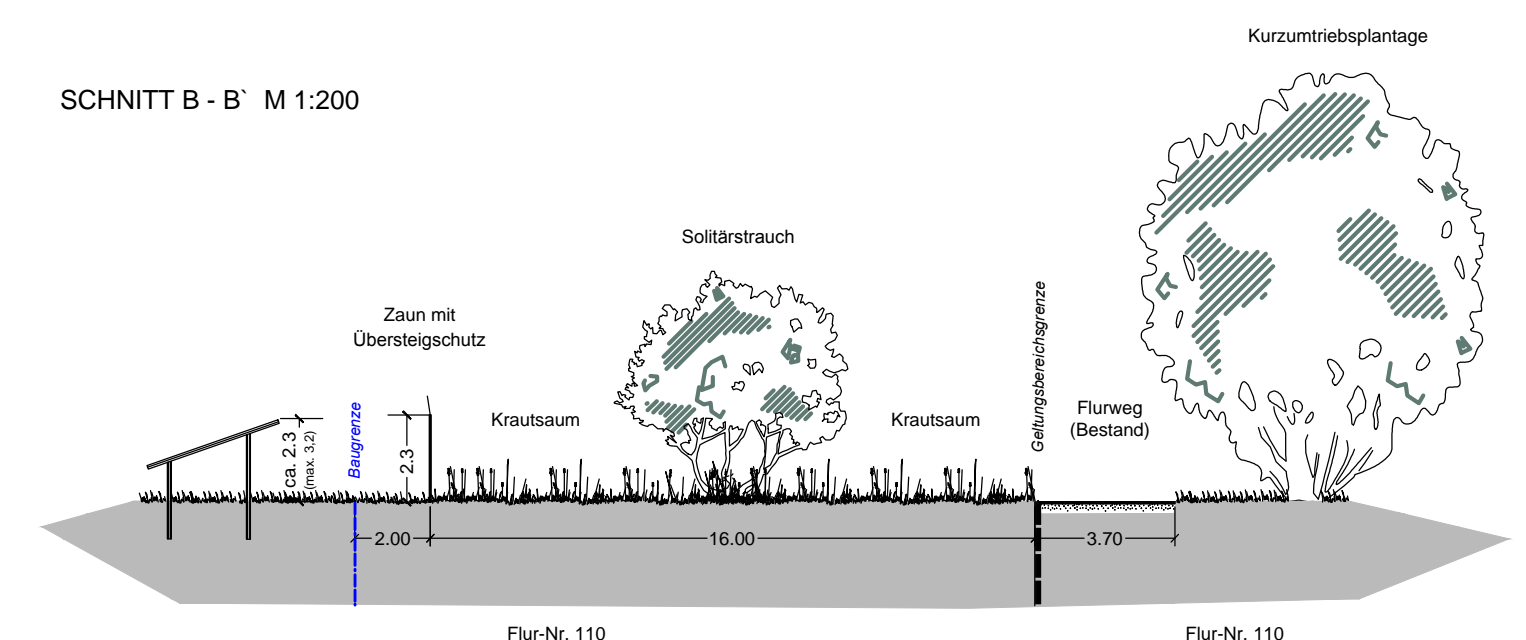 Kurzumtriebsplantage
SCHNITT B - B` M 1:200
Solitärstrauch
Zaun mit
Übersteigschutz
Geltungsbereichsgrenze
Baugrenze
ca. 2.3
(max. 3,2)
2.3
Krautsaum
Krautsaum
Flurweg
(Bestand)
2.00
16.00
3.70
Flur-Nr. 110
Flur-Nr. 110